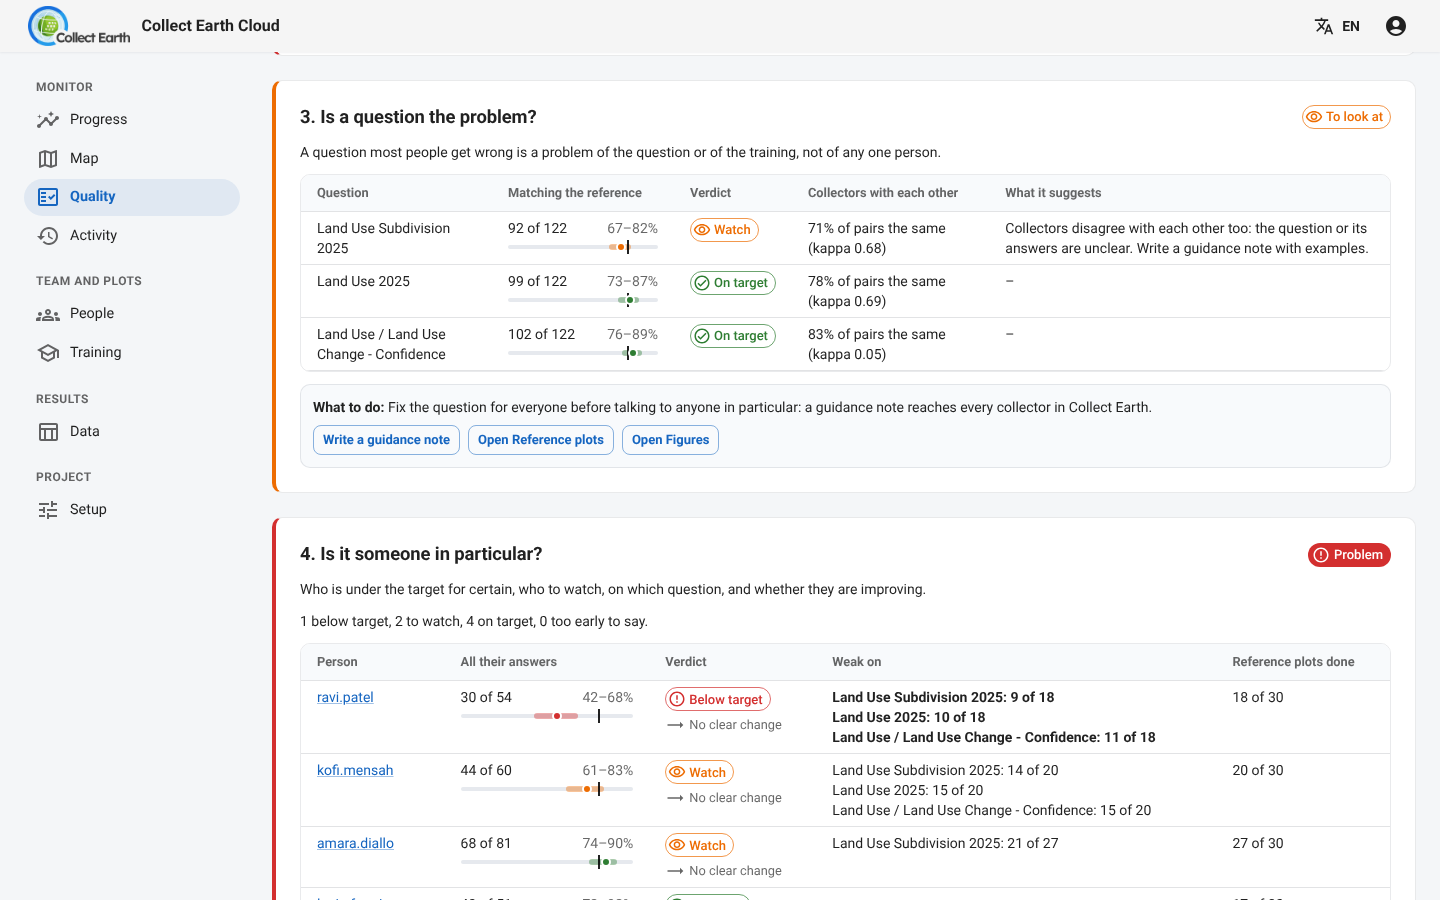 Collect Earth
Collect Earth Cloud
EN
MONITOR
Progress
Map
Quality
Activity
TEAM AND PLOTS
People
Training
RESULTS
Data
PROJECT
Setup
3. Is a question the problem?
To look at
A question most people get wrong is a problem of the question or of the training, not of any one person.
Question Matching the reference Verdict Collectors with each other What it suggests
Land Use Subdivision 92 of 122 67–82% Watch 71% of pairs the same Collectors disagree with each other too: the question or its
2025 (kappa 0.68) answers are unclear. Write a guidance note with examples.
Land Use 2025 99 of 122 73–87% On target 78% of pairs the same –
(kappa 0.69)
Land Use / Land Use 102 of 122 76–89% On target 83% of pairs the same –
Change - Confidence (kappa 0.05)
What to do: Fix the question for everyone before talking to anyone in particular: a guidance note reaches every collector in Collect Earth.
Write a guidance note Open Reference plots Open Figures
4. Is it someone in particular?
Problem
Who is under the target for certain, who to watch, on which question, and whether they are improving.
1 below target, 2 to watch, 4 on target, 0 too early to say.
Person All their answers Verdict Weak on Reference plots done
ravi.patel 30 of 54 42–68% Below target Land Use Subdivision 2025: 9 of 18 18 of 30
No clear change Land Use 2025: 10 of 18
Land Use / Land Use Change - Confidence: 11 of 18
kofi.mensah 44 of 60 61–83% Watch Land Use Subdivision 2025: 14 of 20 20 of 30
No clear change Land Use 2025: 15 of 20
Land Use / Land Use Change - Confidence: 15 of 20
amara.diallo 68 of 81 74–90% Watch Land Use Subdivision 2025: 21 of 27 27 of 30
No clear change